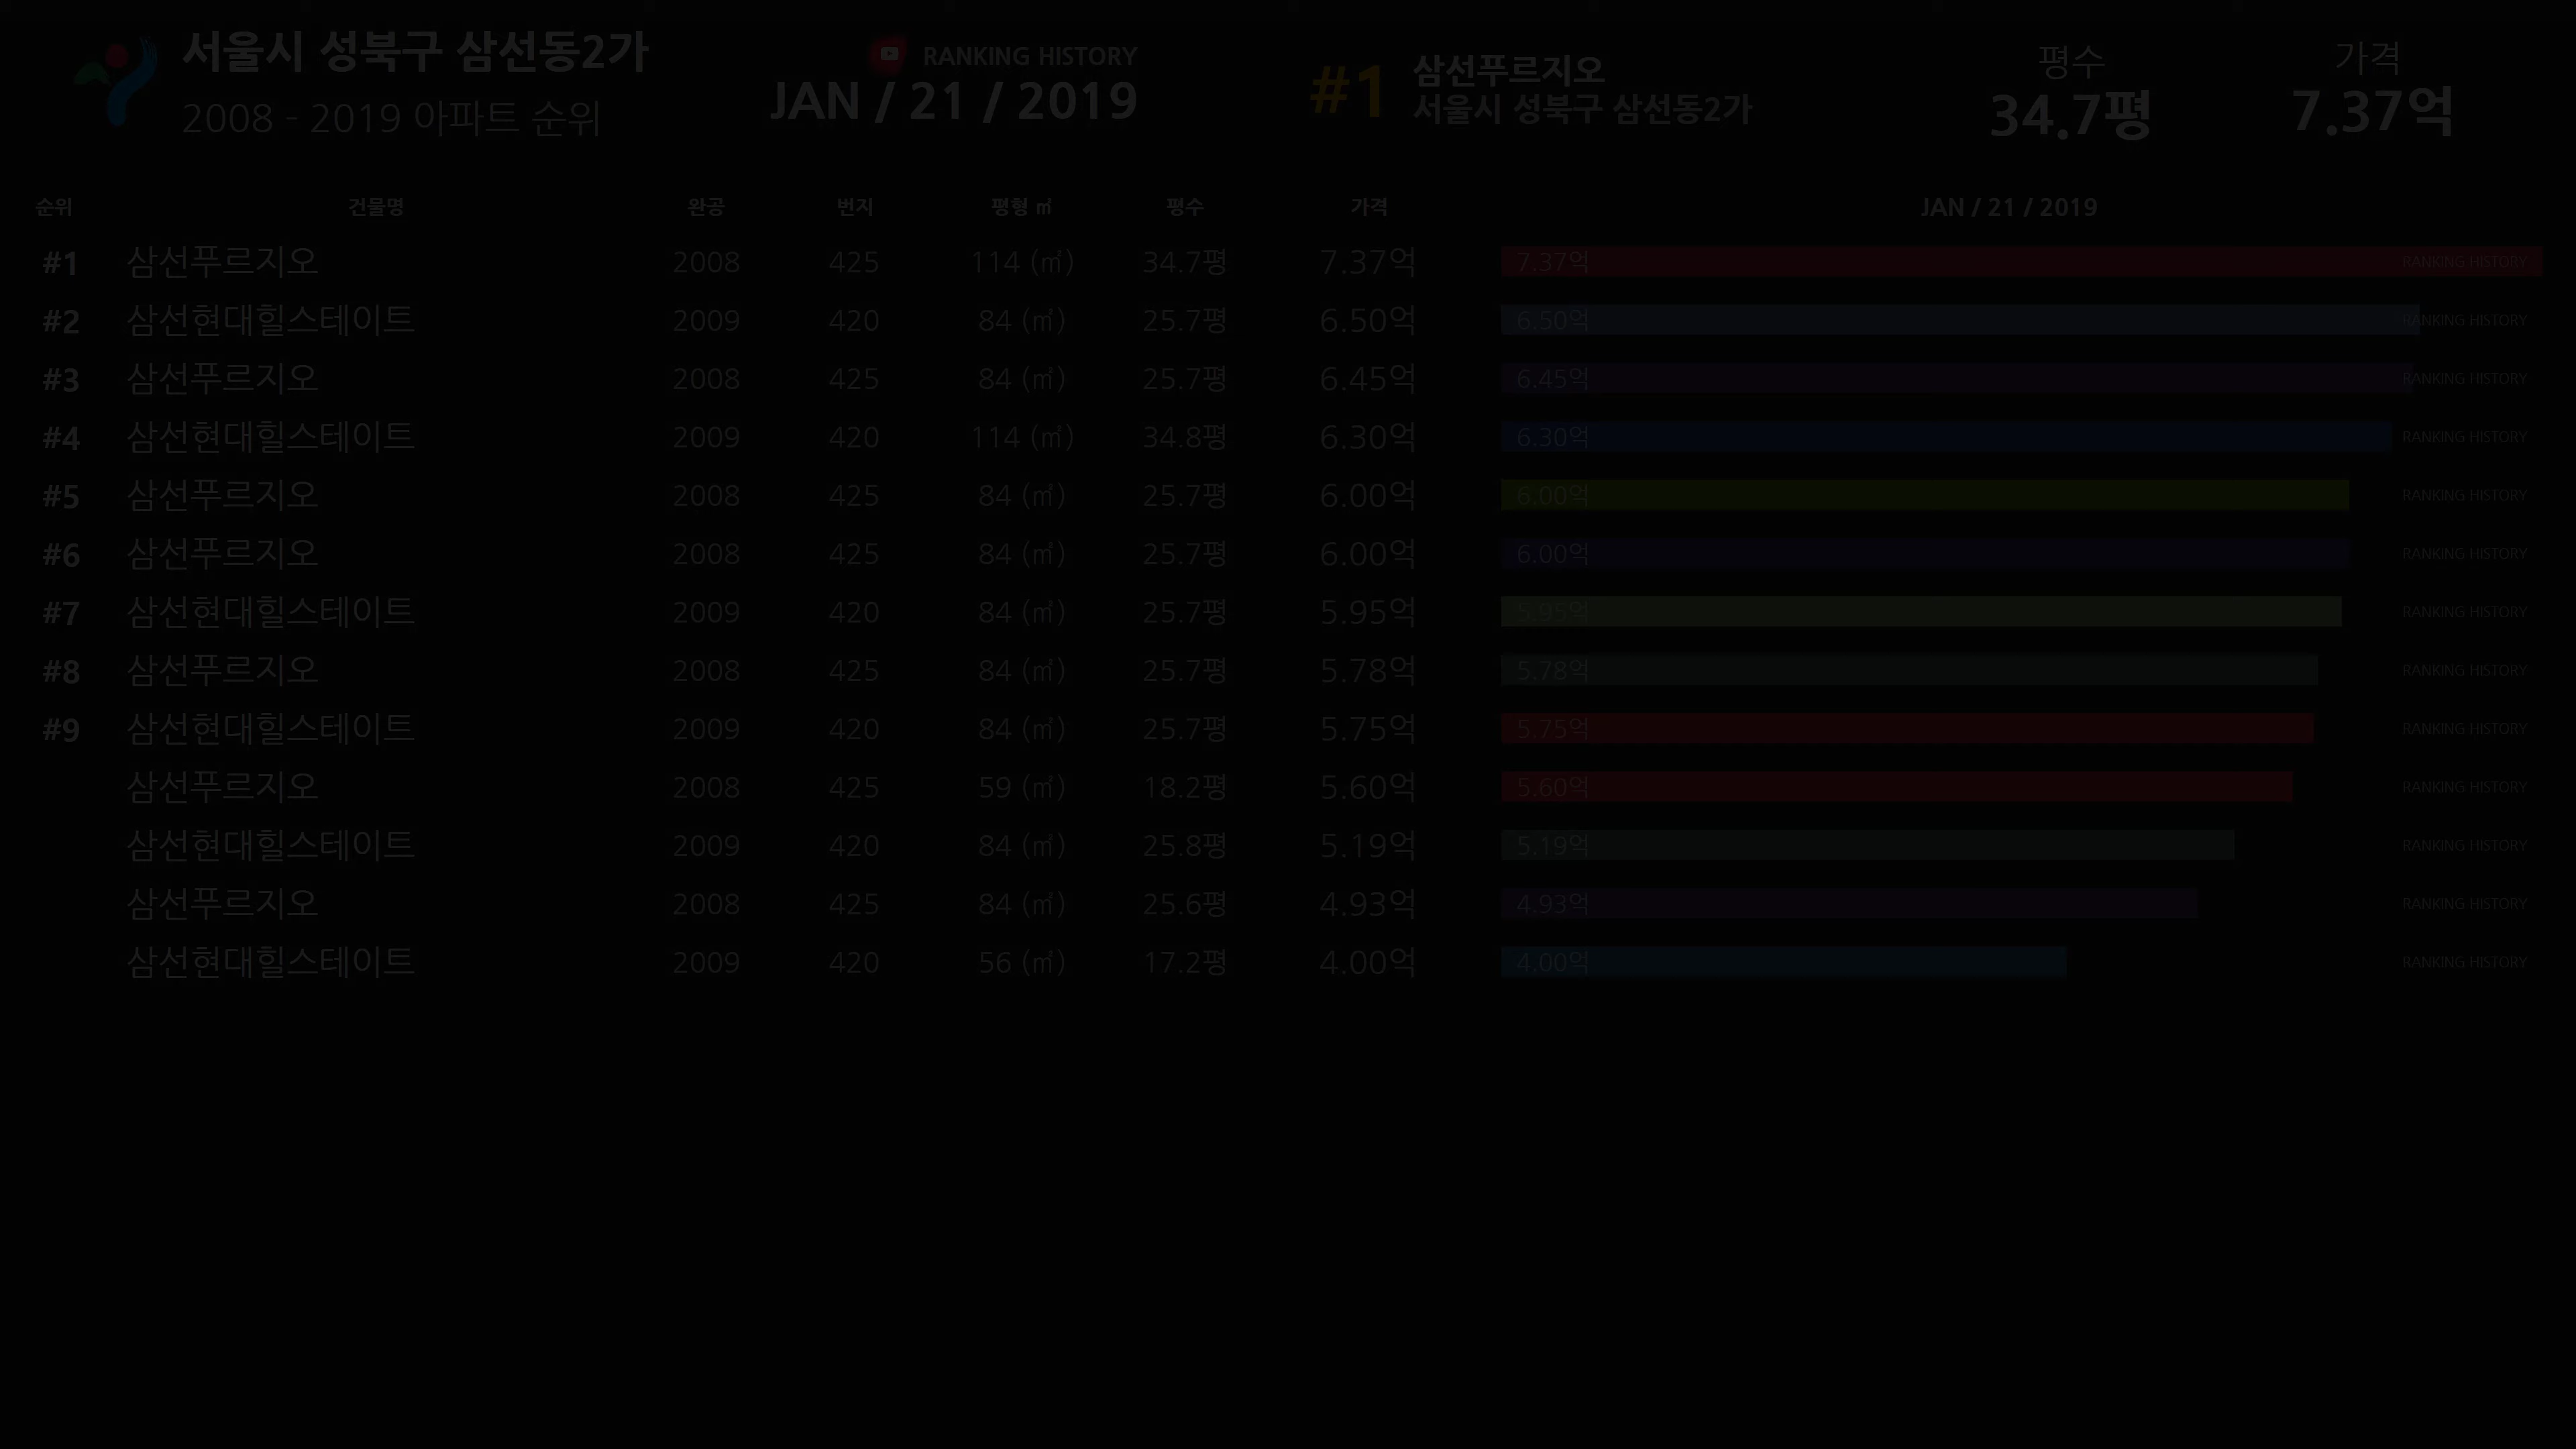 서울시 성북구 삼선동2가
2008 - 2019 아파트 순위
RANKING HISTORY
JAN / 21 / 2019
#1 삼선푸르지오
서울시 성북구 삼선동2가
평수 가격
34.7평 7.37억
순위 건물명 완공 번지 평형 ㎡ 평수 가격 JAN / 21 / 2019
#1 삼선푸르지오 2008 425 114 (㎡) 34.7평 7.37억 7.37억 RANKING HISTORY
#2 삼선현대힐스테이트 2009 420 84 (㎡) 25.7평 6.50억 6.50억 RANKING HISTORY
#3 삼선푸르지오 2008 425 84 (㎡) 25.7평 6.45억 6.45억 RANKING HISTORY
#4 삼선현대힐스테이트 2009 420 114 (㎡) 34.8평 6.30억 6.30억 RANKING HISTORY
#5 삼선푸르지오 2008 425 84 (㎡) 25.7평 6.00억 6.00억 RANKING HISTORY
#6 삼선푸르지오 2008 425 84 (㎡) 25.7평 6.00억 6.00억 RANKING HISTORY
#7 삼선현대힐스테이트 2009 420 84 (㎡) 25.7평 5.95억 5.95억 RANKING HISTORY
#8 삼선푸르지오 2008 425 84 (㎡) 25.7평 5.78억 5.78억 RANKING HISTORY
#9 삼선현대힐스테이트 2009 420 84 (㎡) 25.7평 5.75억 5.75억 RANKING HISTORY
삼선푸르지오 2008 425 59 (㎡) 18.2평 5.60억 5.60억 RANKING HISTORY
삼선현대힐스테이트 2009 420 84 (㎡) 25.8평 5.19억 5.19억 RANKING HISTORY
삼선푸르지오 2008 425 84 (㎡) 25.6평 4.93억 4.93억 RANKING HISTORY
삼선현대힐스테이트 2009 420 56 (㎡) 17.2평 4.00억 4.00억 RANKING HISTORY